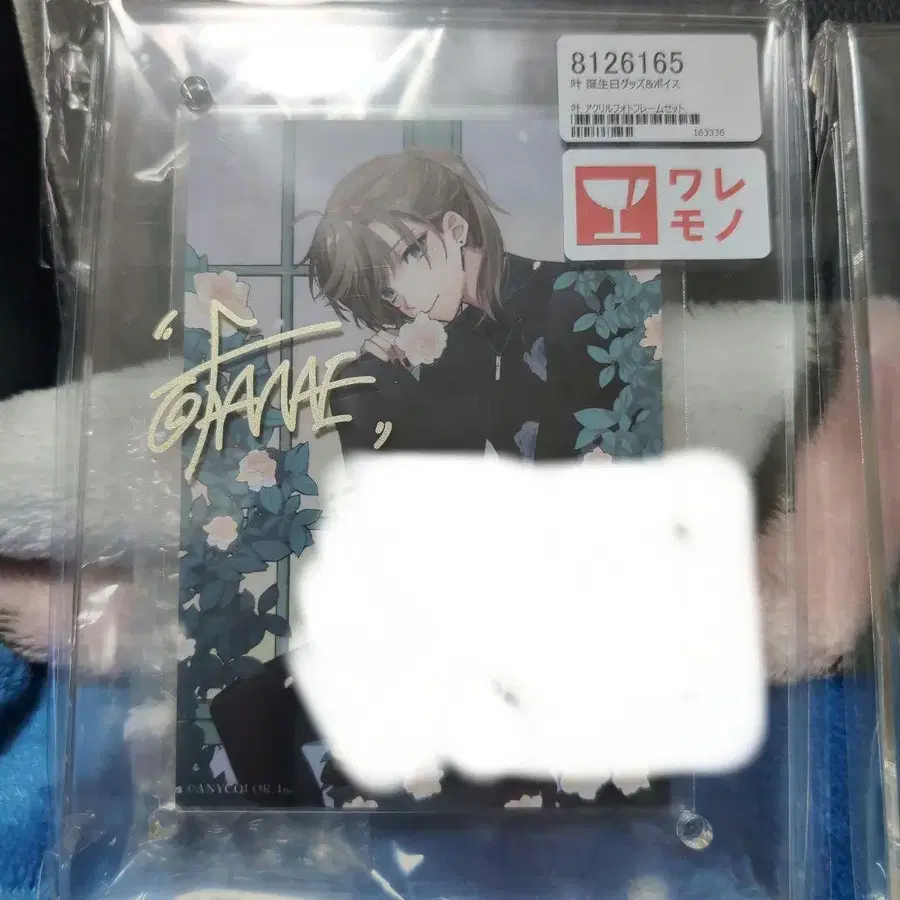 8126165
叶 誕生日グッズ&ボイス
叶 アクリルフォトフレームセット
163336
ワレ
モノ
“KANAE”
©ANYCOLOR, Inc.